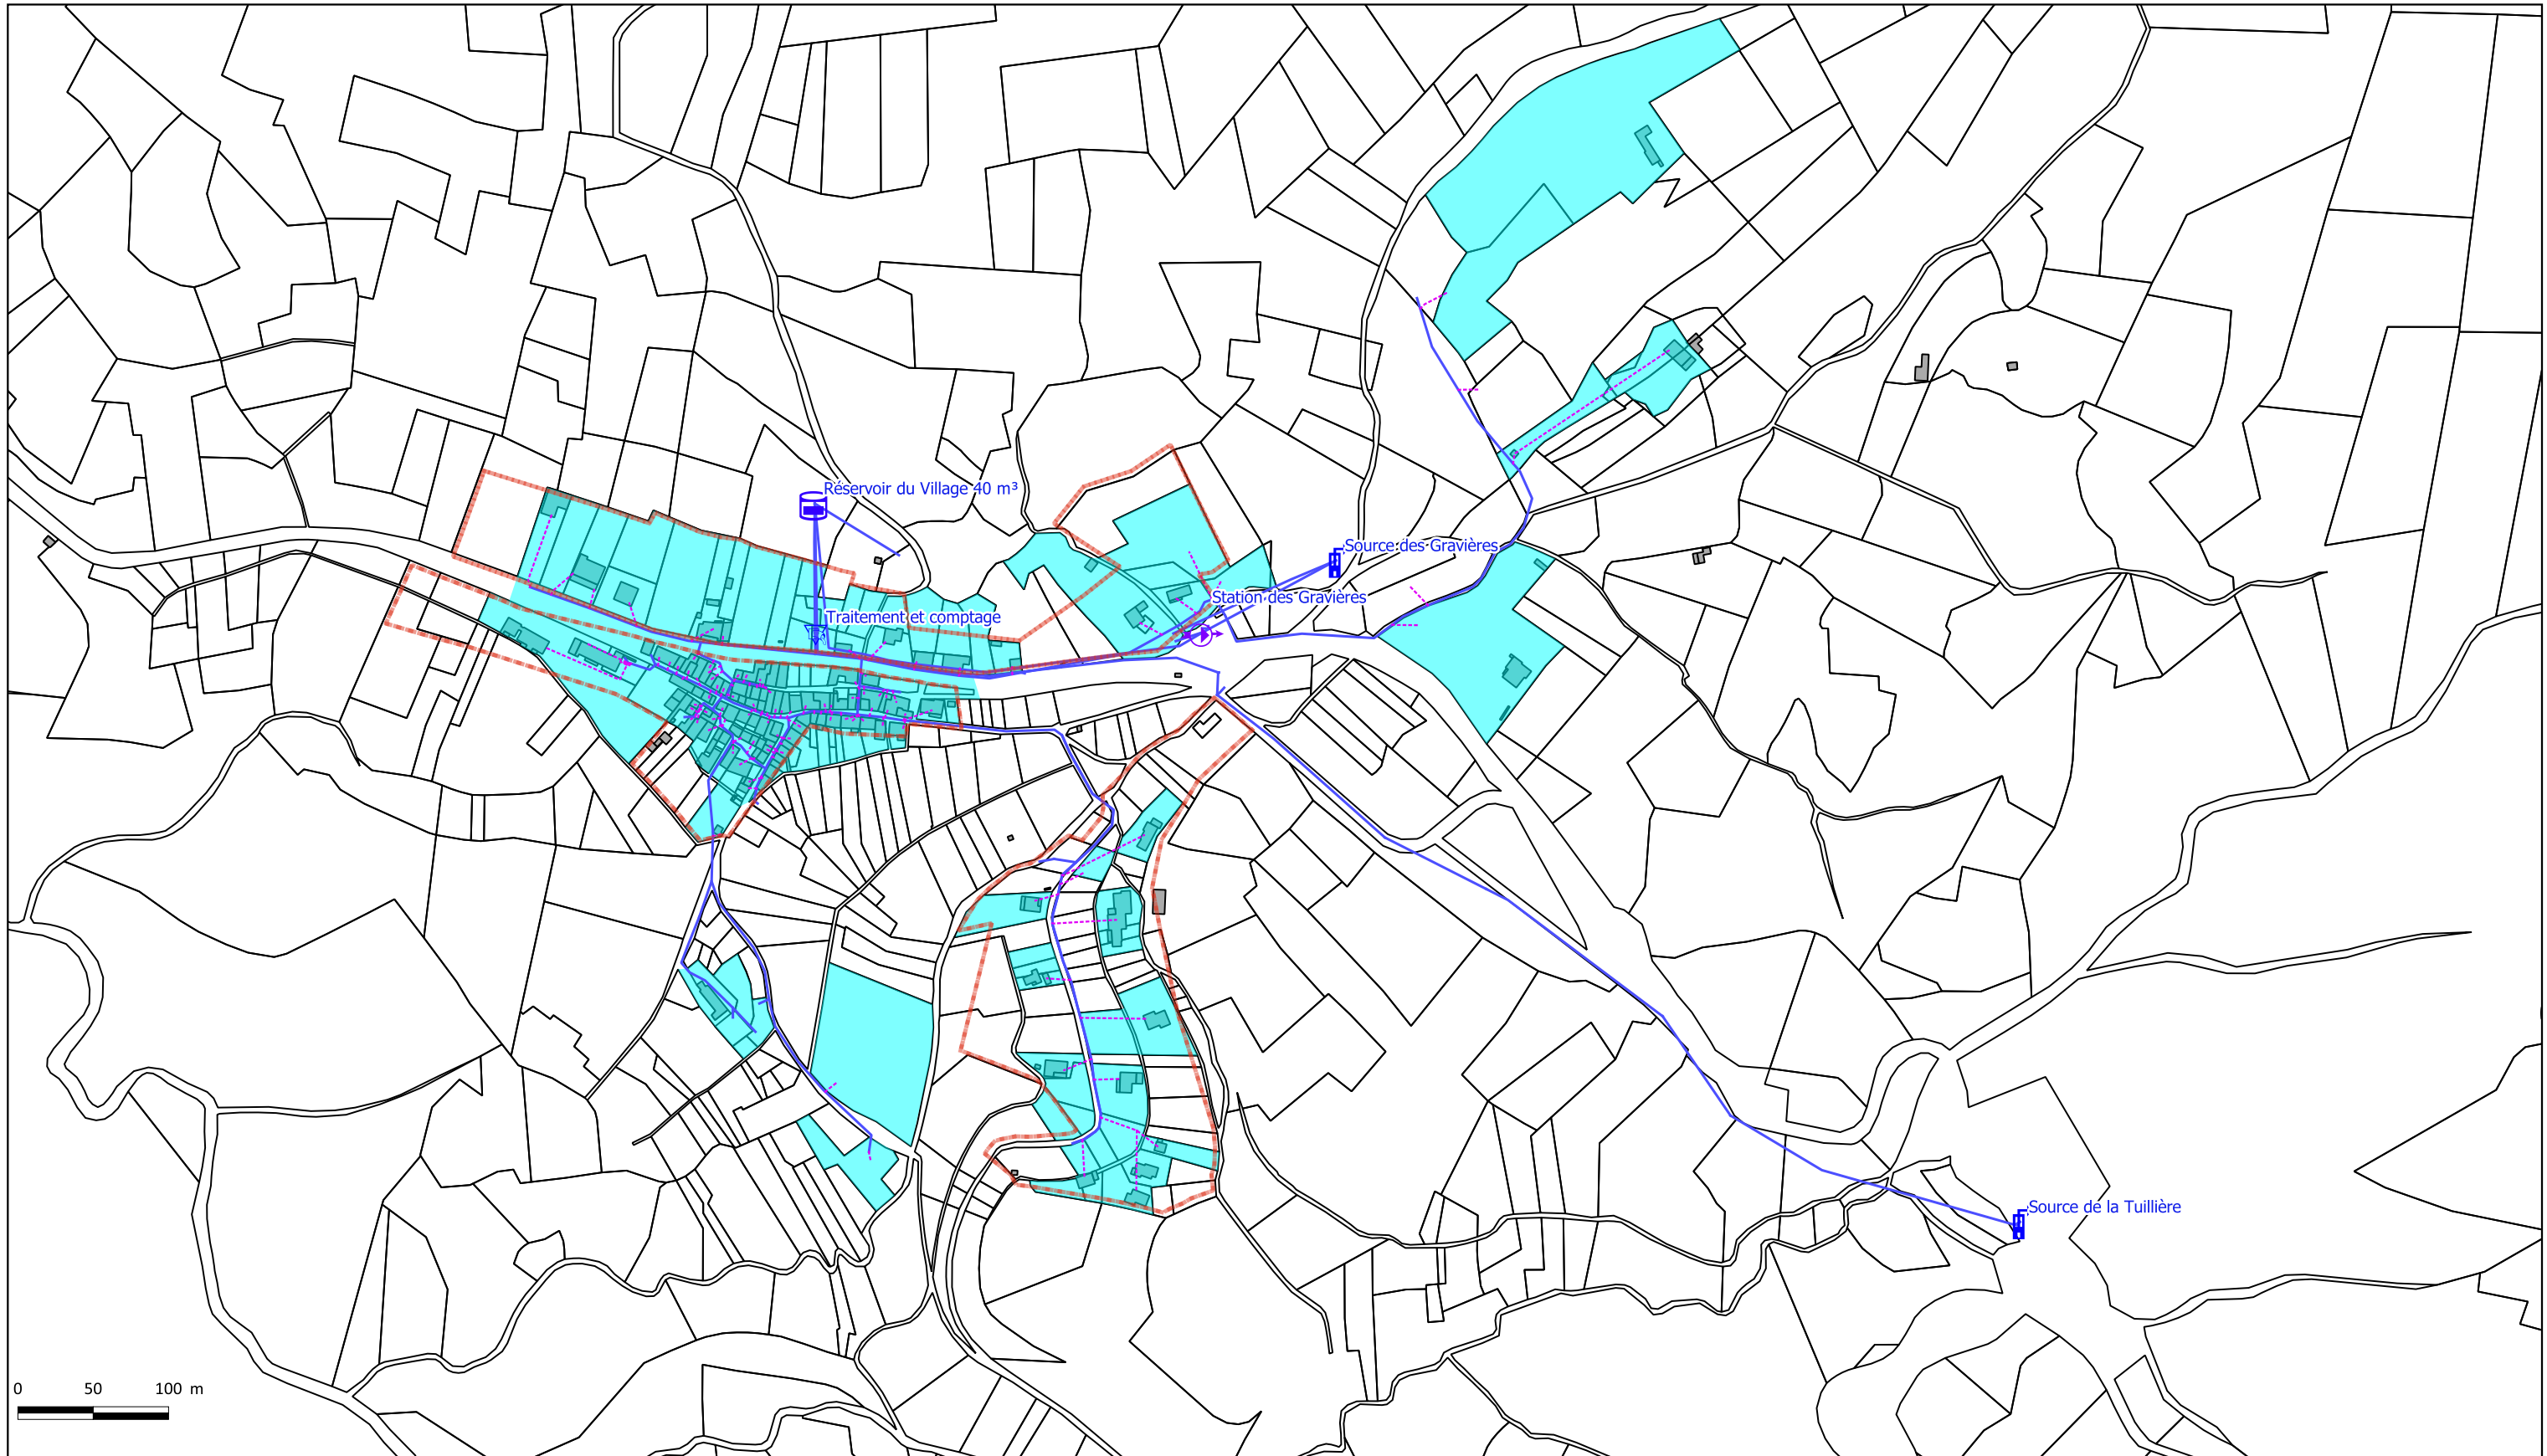 Réservoir du Village 40 m³
Source des Gravières
Station des Gravières
Traitement et comptage
Source de la Tuillière
0 50 100 m